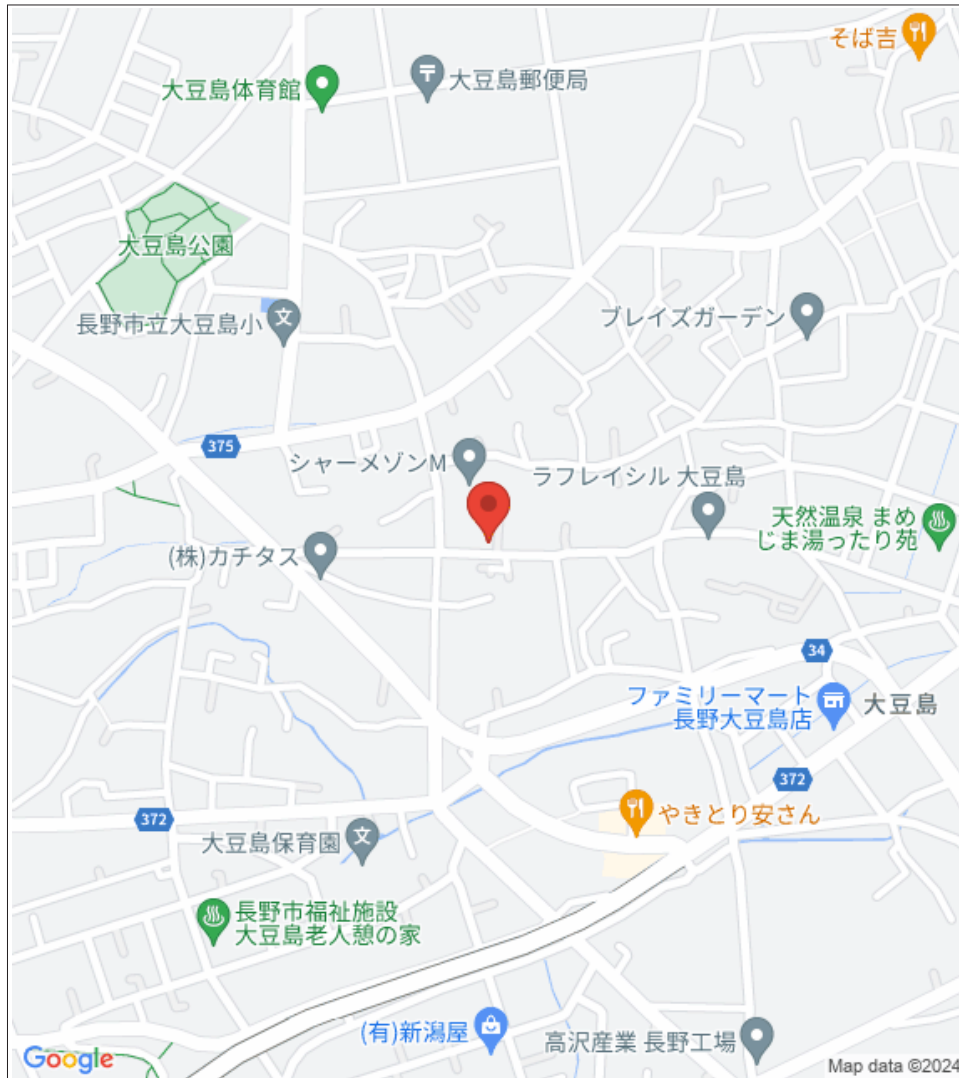 そば吉
大豆島体育館
大豆島郵便局
大豆島公園
長野市立大豆島小
ブレイズガーデン
375
シャーメゾンM
ラフレイシル 大豆島
天然温泉 まめ
じま湯ったり苑
(株)カチタス
34
ファミリーマート
長野大豆島店
大豆島
372
372
やきとり安さん
大豆島保育園
長野市福祉施設
大豆島老人憩の家
(有)新潟屋
高沢産業 長野工場
Google
Map data ©2024